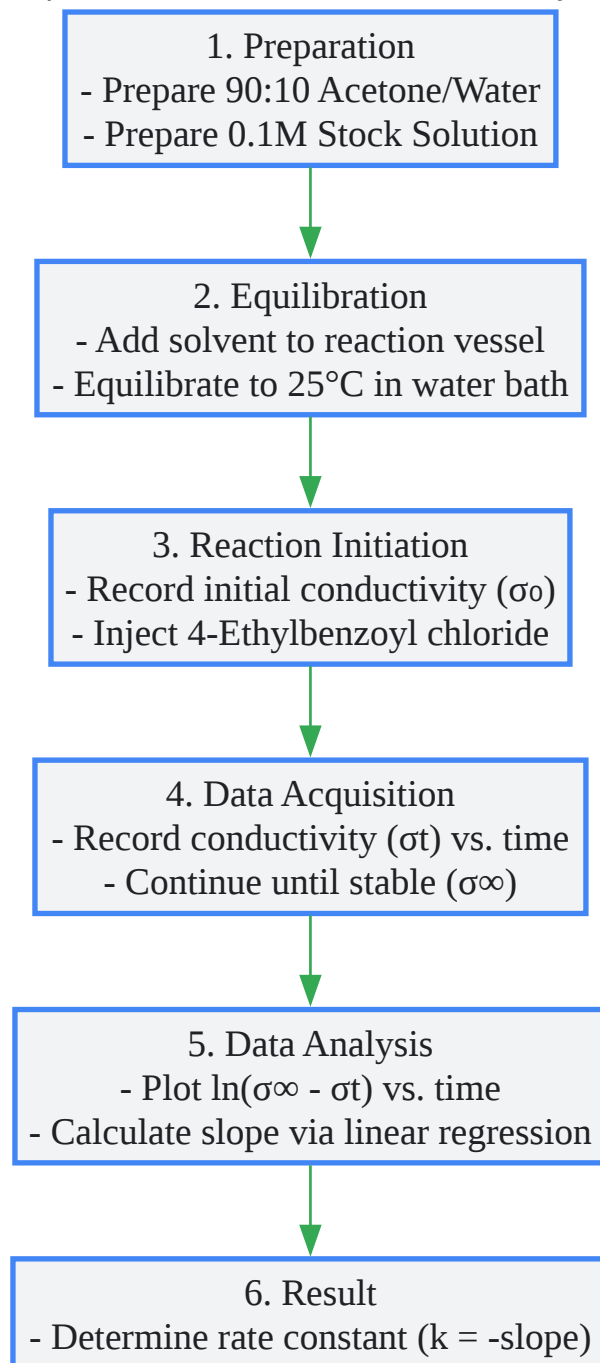 1. Preparation
- Prepare 90:10 Acetone/Water
- Prepare 0.1M Stock Solution
2. Equilibration
- Add solvent to reaction vessel
- Equilibrate to 25°C in water bath
3. Reaction Initiation
- Record initial conductivity (σ₀)
- Inject 4-Ethylbenzoyl chloride
4. Data Acquisition
- Record conductivity (σt) vs. time
- Continue until stable (σ∞)
5. Data Analysis
- Plot ln(σ∞ - σt) vs. time
- Calculate slope via linear regression
6. Result
- Determine rate constant (k = -slope)